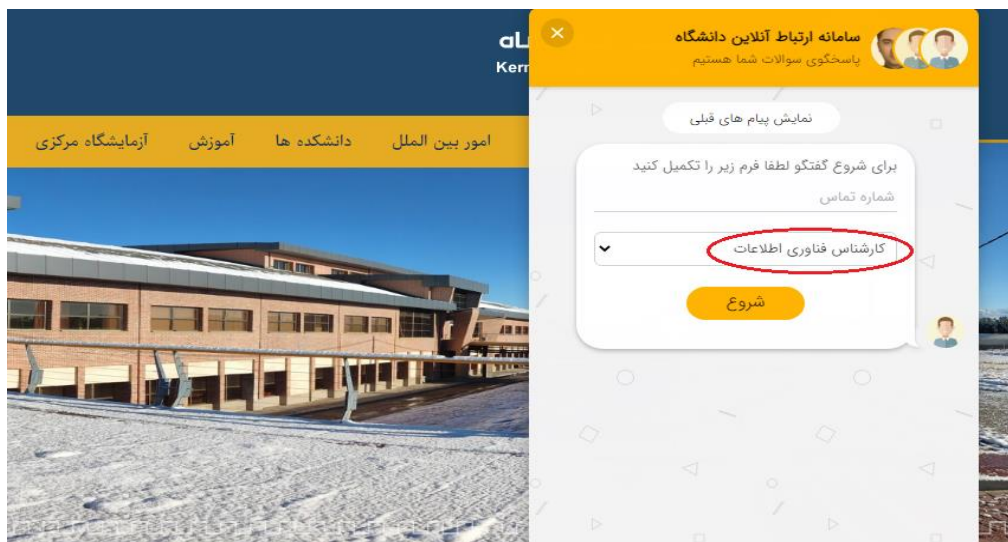 سامانه ارتباط آنلاین دانشگاه
پاسخگوی سوالات شما هستیم
نمایش پیام های قبلی
برای شروع گفتگو لطفا فرم زیر را تکمیل کنید
شماره تماس
کارشناس فناوری اطلاعات
شروع
امور بین الملل
دانشکده ها
آموزش
آزمایشگاه مرکزی